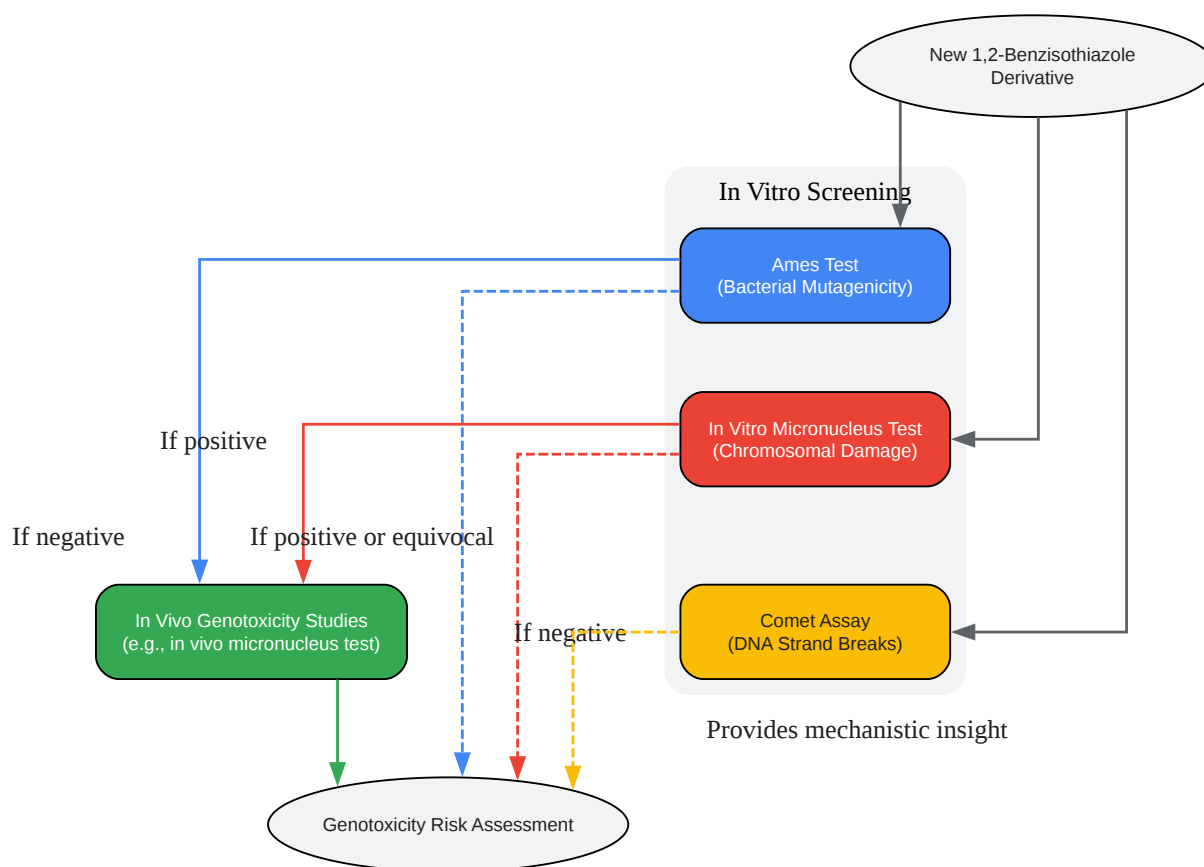 New 1,2-Benzisothiazole
Derivative
In Vitro Screening
Ames Test
(Bacterial Mutagenicity)
If positive
In Vitro Micronucleus Test
(Chromosomal Damage)
If negative
If positive or equivocal
In Vivo Genotoxicity Studies
(e.g., in vivo micronucleus test)
If negative
Comet Assay
(DNA Strand Breaks)
Provides mechanistic insight
Genotoxicity Risk Assessment